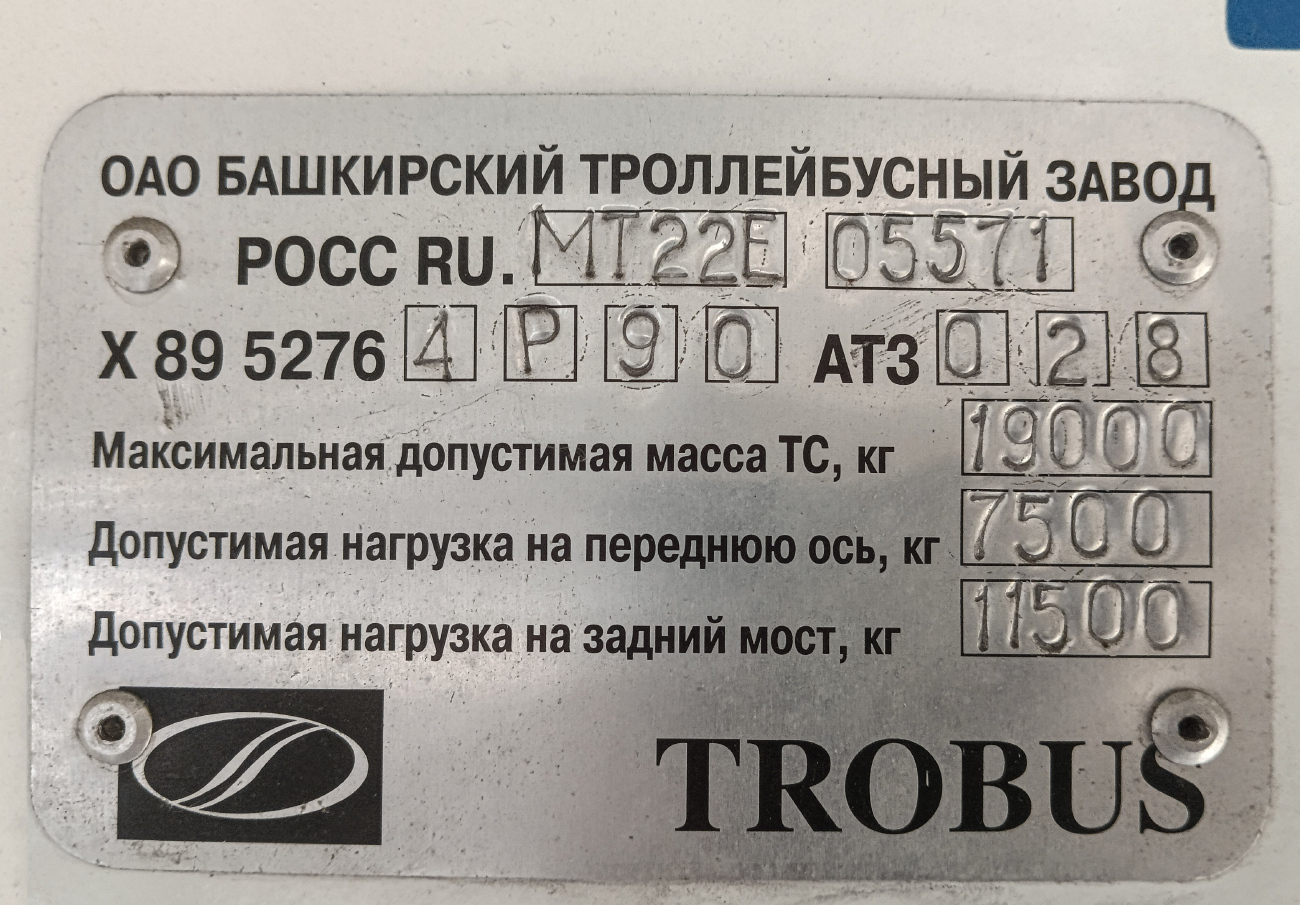 ОАО БАШКИРСКИЙ ТРОЛЛЕЙБУСНЫЙ ЗАВОД
РОСС RU. МТ22Е 05571
Х 89 5276 4 Р 9 0 АТ3 0 2 8
Максимальная допустимая масса ТС, кг 19000
Допустимая нагрузка на переднюю ось, кг 7500
Допустимая нагрузка на задний мост, кг 11500
TROBUS